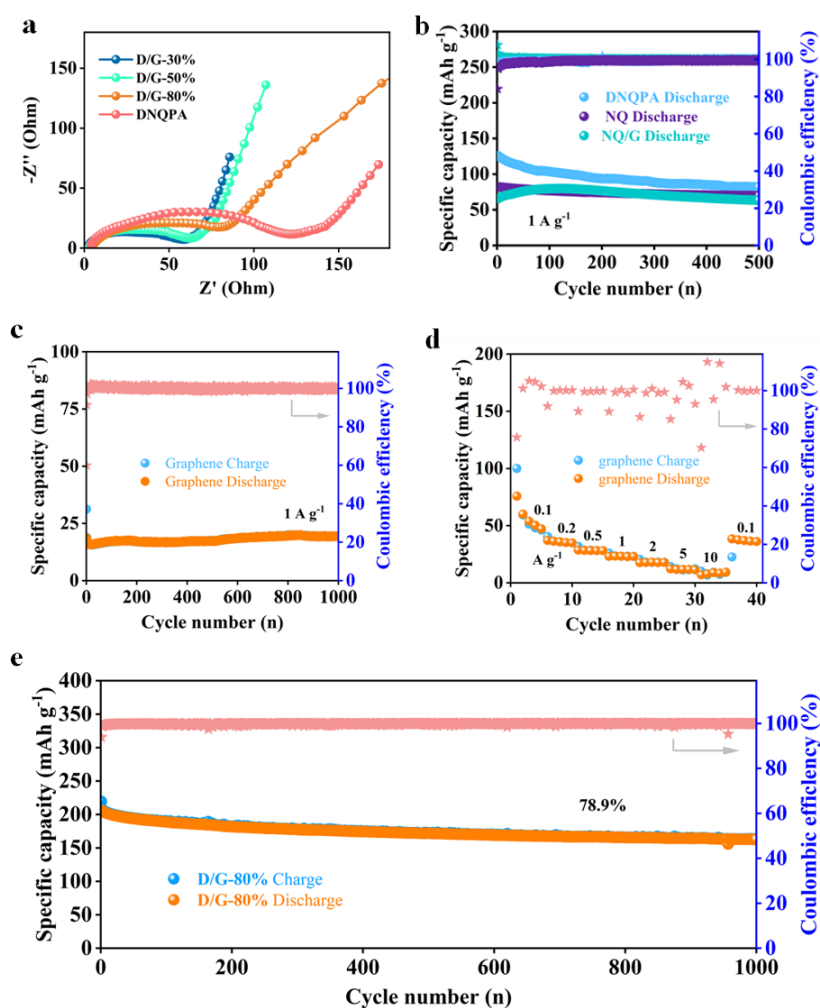 a
-Z'' (Ohm)
150
100
50
0
D/G-30%
D/G-50%
D/G-80%
DNQPA
0 50 100 150
Z' (Ohm)
b
Specific capacity (mAh g⁻¹)
300
250
200
150
100
50
0
DNQPA Discharge
NQ Discharge
NQ/G Discharge
1 A g⁻¹
0 100 200 300 400 500
Cycle number (n)
100
80
60
40
20
0
Coulombic efficiency (%)
c
Specific capacity (mAh g⁻¹)
100
75
50
25
0
Graphene Charge
Graphene Discharge
1 A g⁻¹
0 200 400 600 800 1000
Cycle number (n)
100
80
60
40
20
0
Coulombic efficiency (%)
d
Specific capacity (mAh g⁻¹)
200
150
100
50
0
graphene Charge
graphene Disharge
0.1
0.2
0.5
1
2
5
10
0.1
A g⁻¹
0 10 20 30 40
Cycle number (n)
100
80
60
40
20
0
Coulombic efficiency (%)
e
Specific capacity (mAh g⁻¹)
400
350
300
250
200
150
100
50
0
78.9%
D/G-80% Charge
D/G-80% Discharge
0 200 400 600 800 1000
Cycle number (n)
100
80
60
40
20
0
Coulombic efficiency (%)